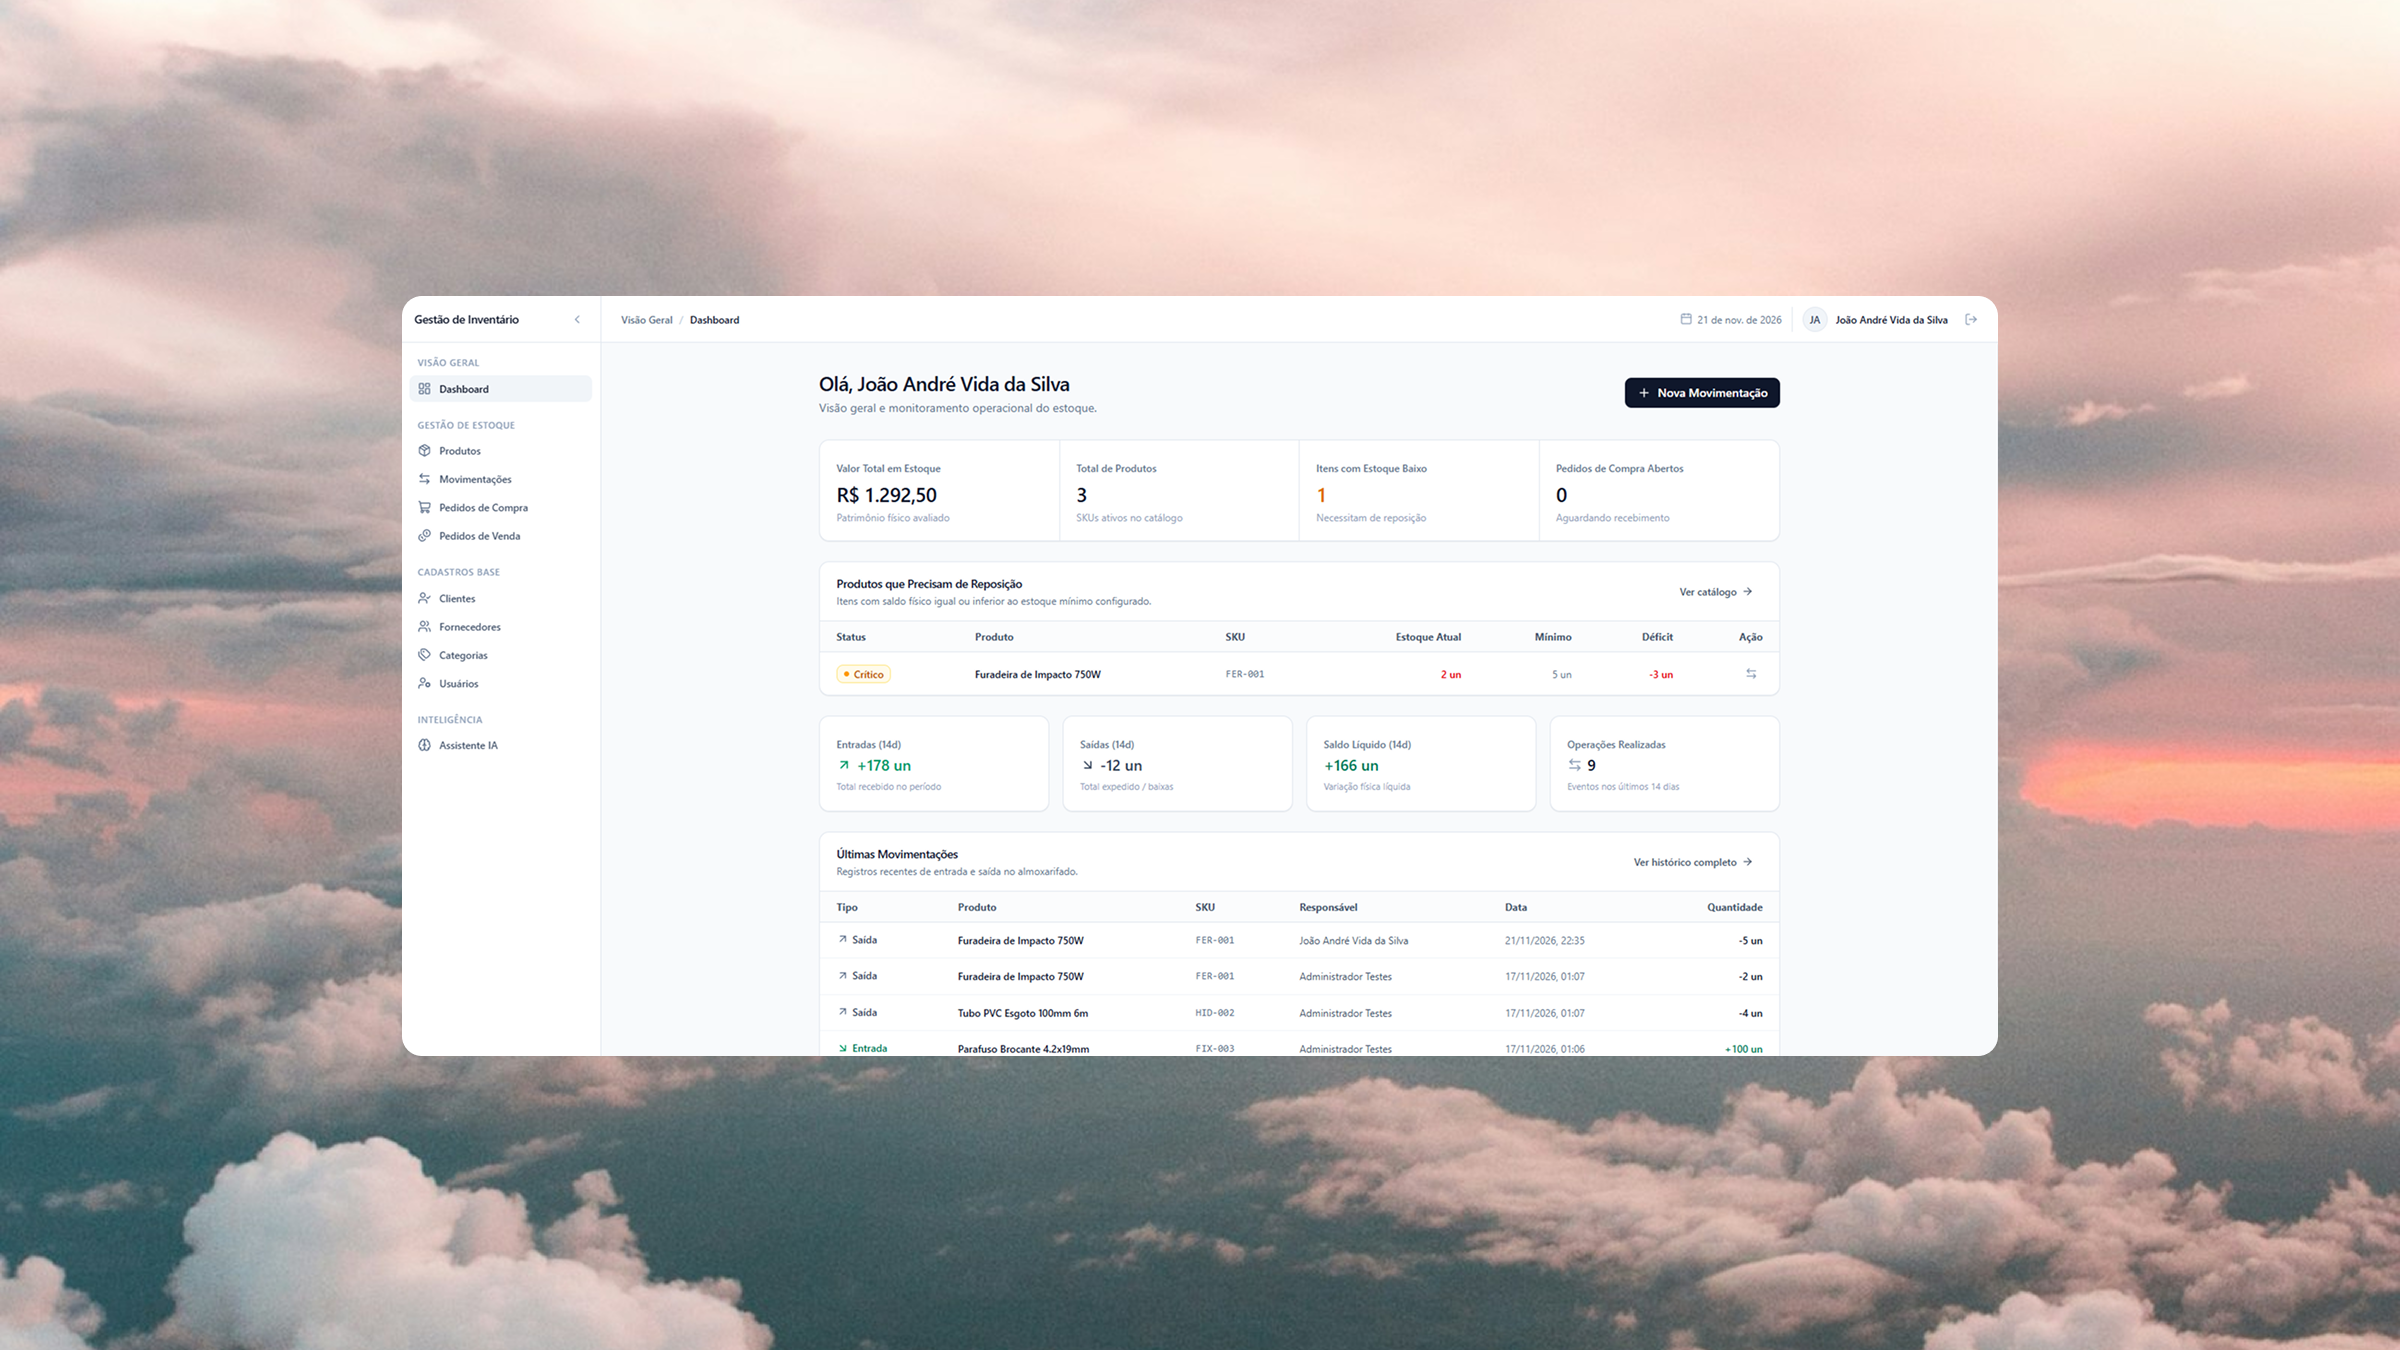 Gestão de Inventário
Visão Geral / Dashboard
21 de nov. de 2026
JA
João André Vida da Silva
VISÃO GERAL
Dashboard
GESTÃO DE ESTOQUE
Produtos
Movimentações
Pedidos de Compra
Pedidos de Venda
CADASTROS BASE
Clientes
Fornecedores
Categorias
Usuários
INTELIGÊNCIA
Assistente IA
Olá, João André Vida da Silva
Visão geral e monitoramento operacional do estoque.
+ Nova Movimentação
Valor Total em Estoque
R$ 1.292,50
Patrimônio físico avaliado
Total de Produtos
3
SKUs ativos no catálogo
Itens com Estoque Baixo
1
Necessitam de reposição
Pedidos de Compra Abertos
0
Aguardando recebimento
Produtos que Precisam de Reposição
Itens com saldo físico igual ou inferior ao estoque mínimo configurado.
Ver catálogo
Status Produto SKU Estoque Atual Mínimo Déficit Ação
Crítico Furadeira de Impacto 750W FER-001 2 un 5 un -3 un
Entradas (14d)
+178 un
Total recebido no período
Saídas (14d)
-12 un
Total expedido / baixas
Saldo Líquido (14d)
+166 un
Variação física líquida
Operações Realizadas
9
Eventos nos últimos 14 dias
Últimas Movimentações
Registros recentes de entrada e saída no almoxarifado.
Ver histórico completo
Tipo Produto SKU Responsável Data Quantidade
Saída Furadeira de Impacto 750W FER-001 João André Vida da Silva 21/11/2026, 22:35 -5 un
Saída Furadeira de Impacto 750W FER-001 Administrador Testes 17/11/2026, 01:07 -2 un
Saída Tubo PVC Esgoto 100mm 6m HID-002 Administrador Testes 17/11/2026, 01:07 -4 un
Entrada Parafuso Brocante 4.2x19mm FIX-003 Administrador Testes 17/11/2026, 01:06 +100 un